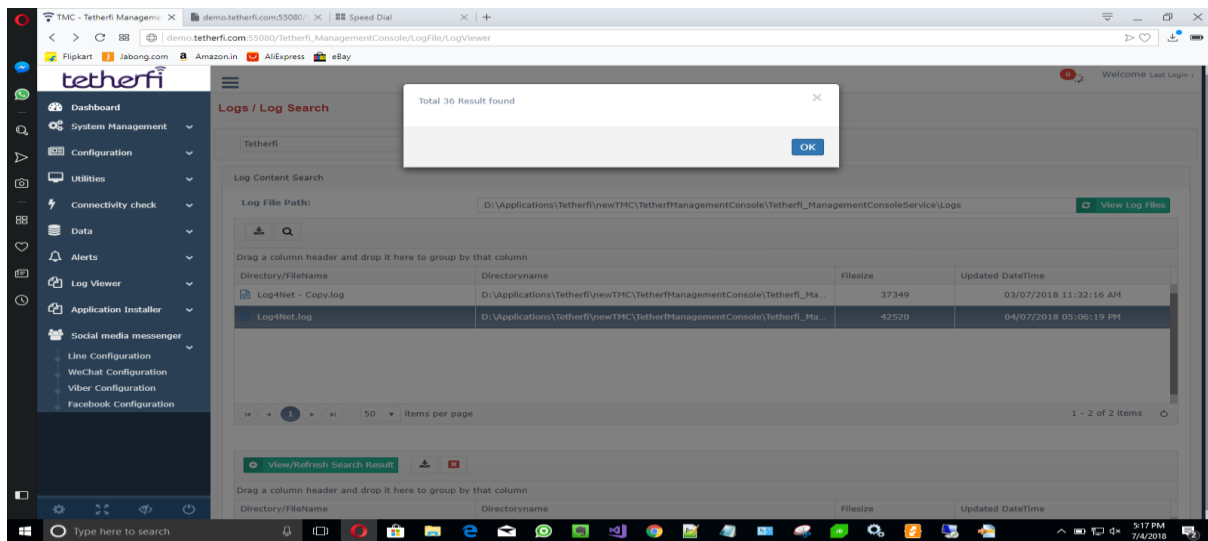 TMC - Tetherfi Manageme
demo.tetherfi.com:55080/
Speed Dial
demo.tetherfi.com:55080/Tetherfi_ManagementConsole/LogFile/LogViewer
Flipkart Jabong.com Amazon.in AliExpress eBay
tetherfi
0
Welcome Last Login :
Total 36 Result found
OK
Dashboard
System Management
Configuration
Utilities
Connectivity check
Data
Alerts
Log Viewer
Application Installer
Social media messenger
Line Configuration
WeChat Configuration
Viber Configuration
Facebook Configuration
Logs / Log Search
Tetherfi
Log Content Search
Log File Path:
D:\Applications\Tetherfi\newTMC\TetherfManagementConsole\Tetherfi_ManagementConsoleService\Logs
View Log Files
Drag a column header and drop it here to group by that column
Directory/FileName Directoryname Filesize Updated DateTime
Log4Net - Copy.log D:\Applications\Tetherfi\newTMC\TetherfManagementConsole\Tetherfi_Ma... 37349 03/07/2018 11:32:16 AM
Log4Net.log D:\Applications\Tetherfi\newTMC\TetherfManagementConsole\Tetherfi_Ma... 42520 04/07/2018 05:06:19 PM
1 50 items per page 1 - 2 of 2 items
View/Refresh Search Result
Drag a column header and drop it here to group by that column
Directory/FileName Directoryname Filesize Updated DateTime
Type here to search
5:17 PM
7/4/2018